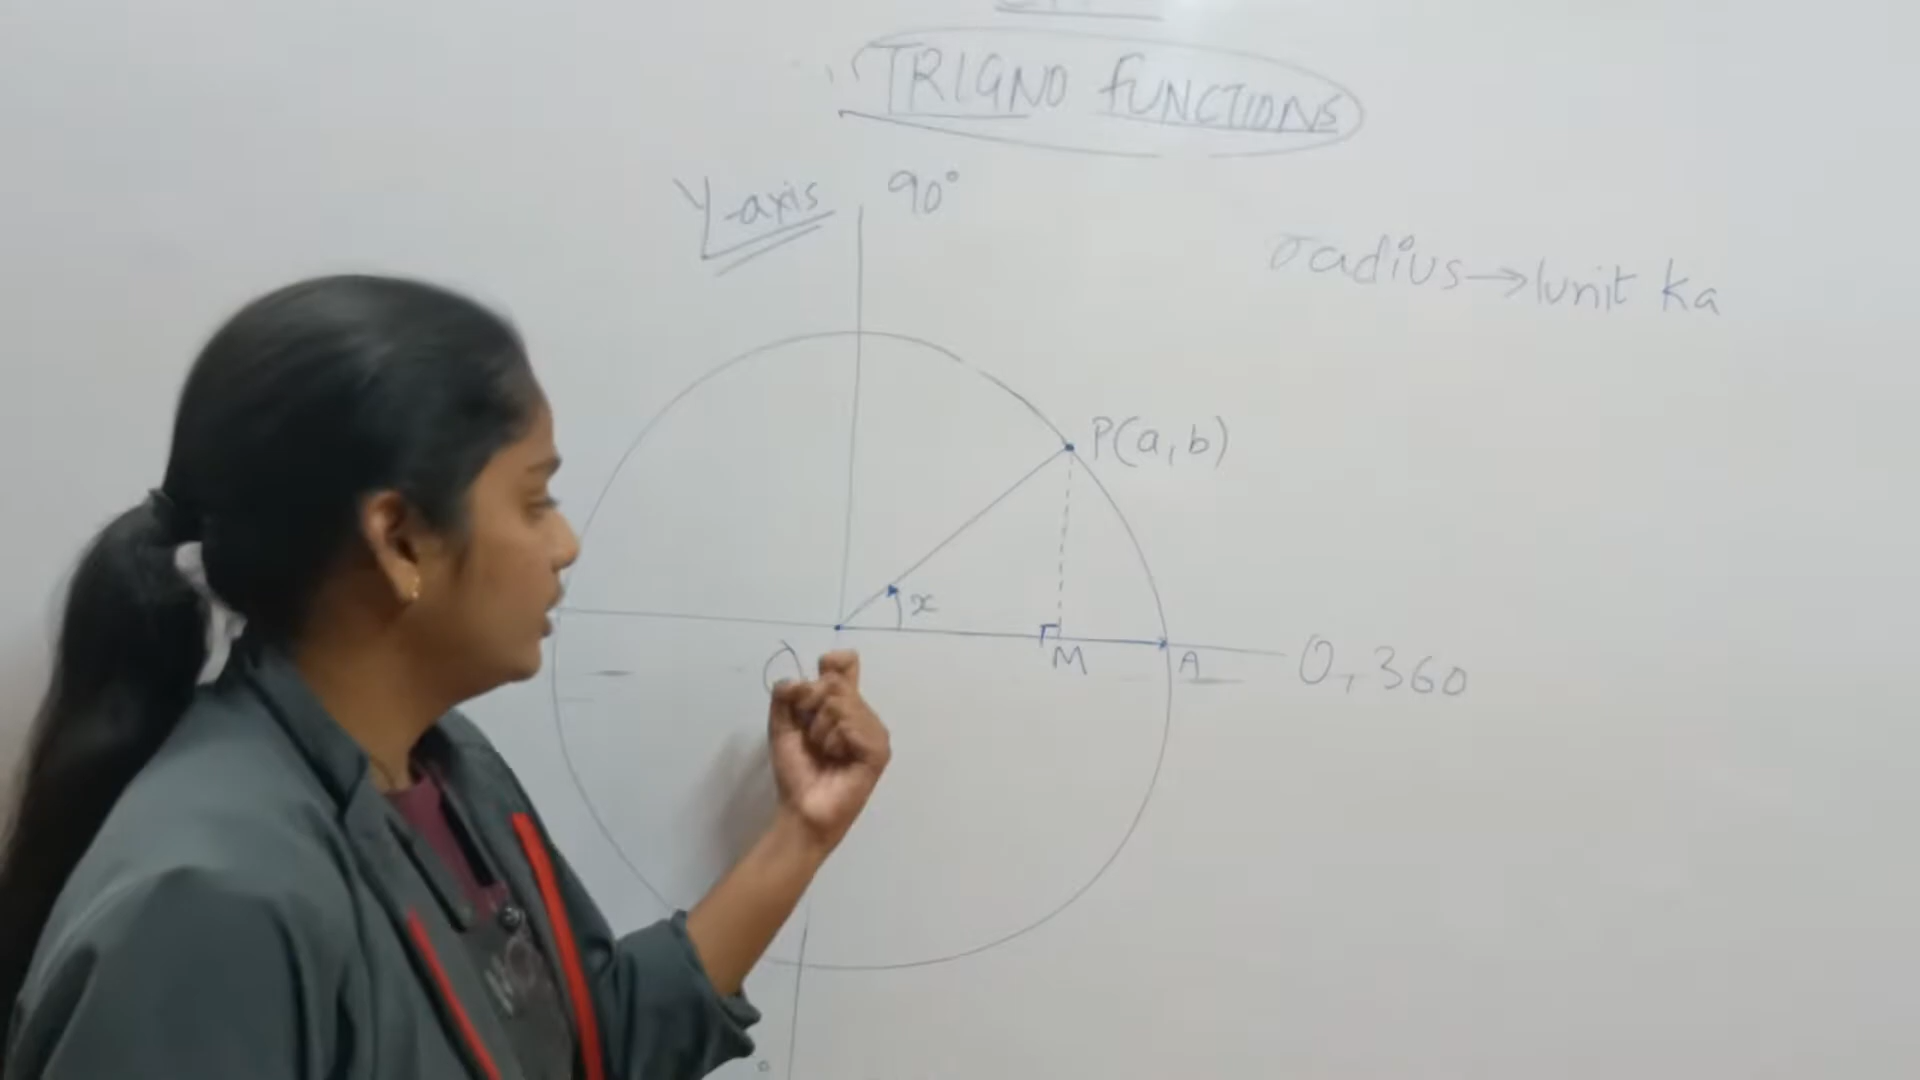 TRIGNO FUNCTIONS
Y-axis 90°
radius→1unit ka
P(a,b)
x
O
M A 0, 360